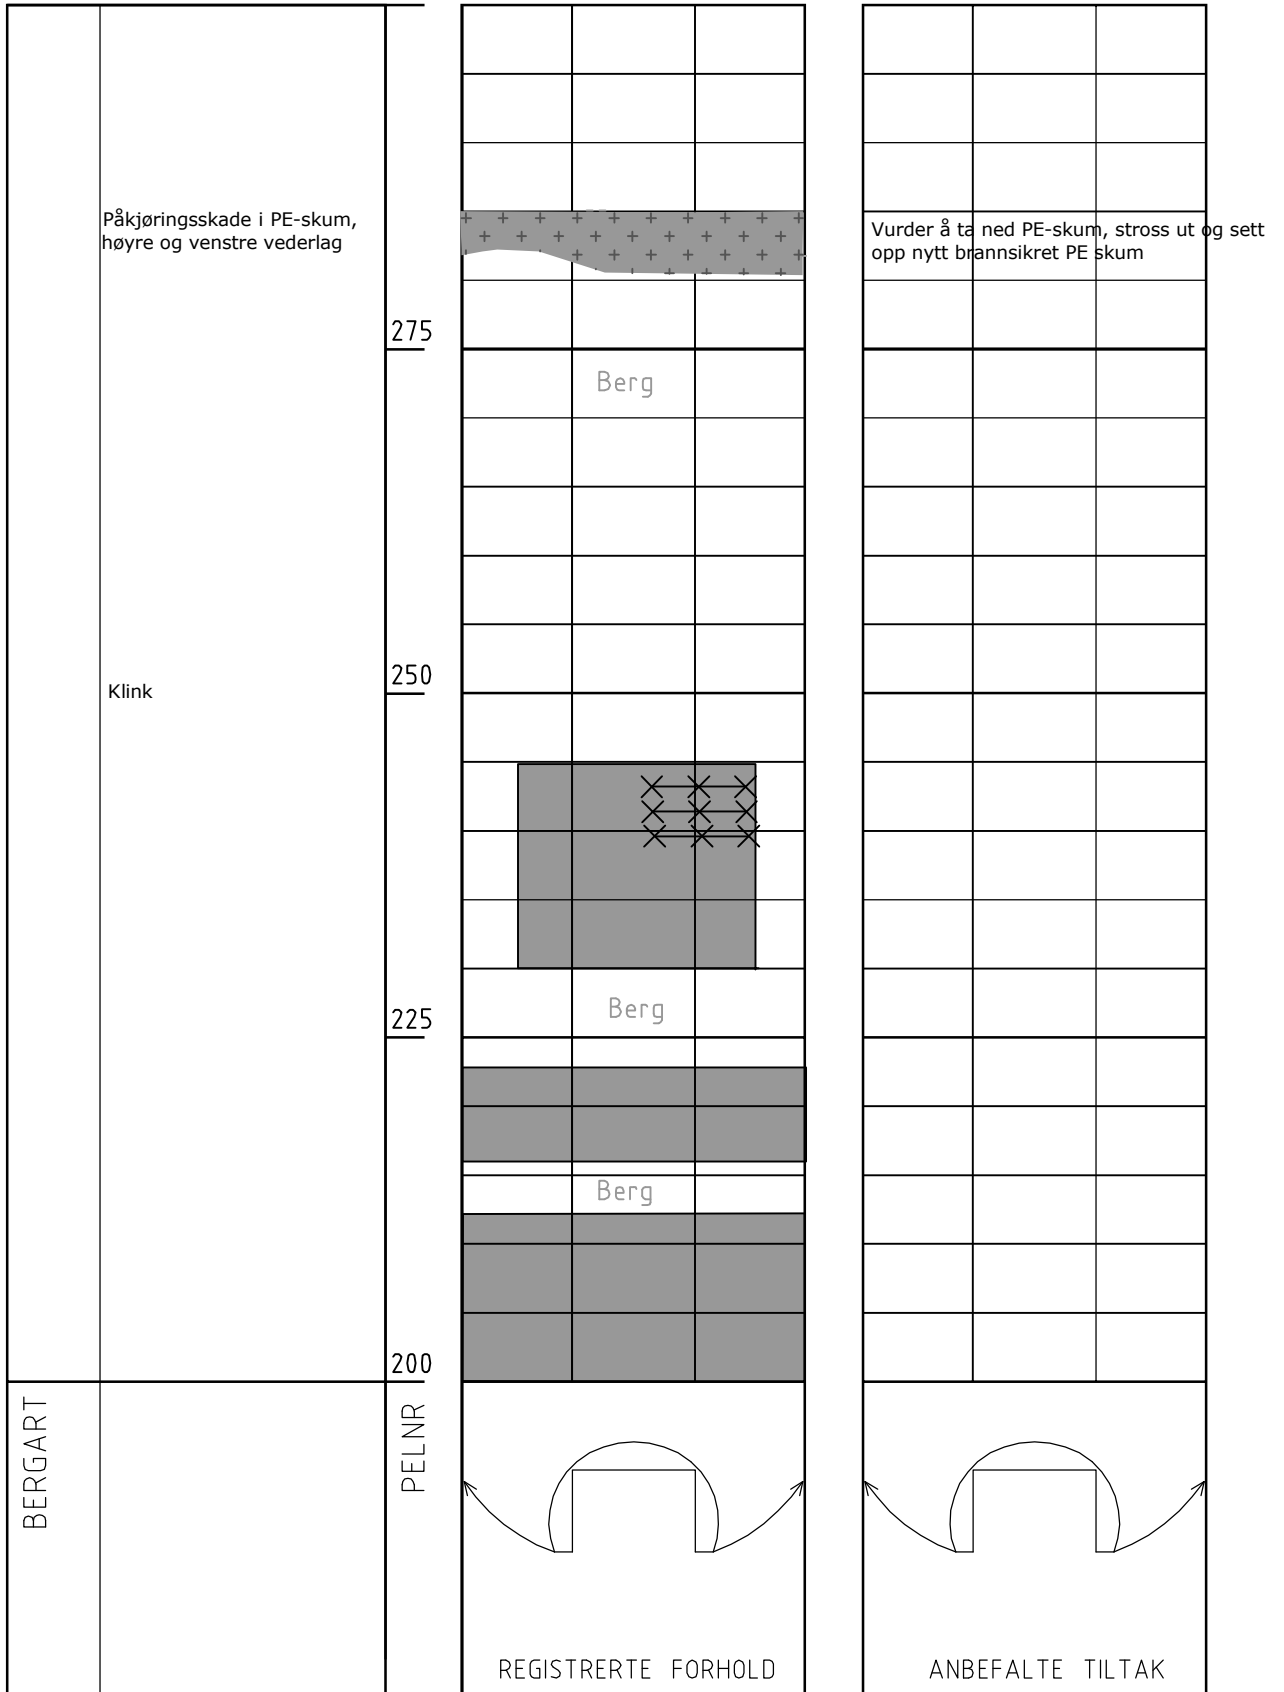 Påkjøringsskade i PE-skum,
høyre og venstre vederlag
Vurder å ta ned PE-skum, stross ut og sett
opp nytt brannsikret PE skum
275
Berg
250
Klink
Berg
225
Berg
200
BERGART
PELNR
REGISTRERTE FORHOLD
ANBEFALTE TILTAK